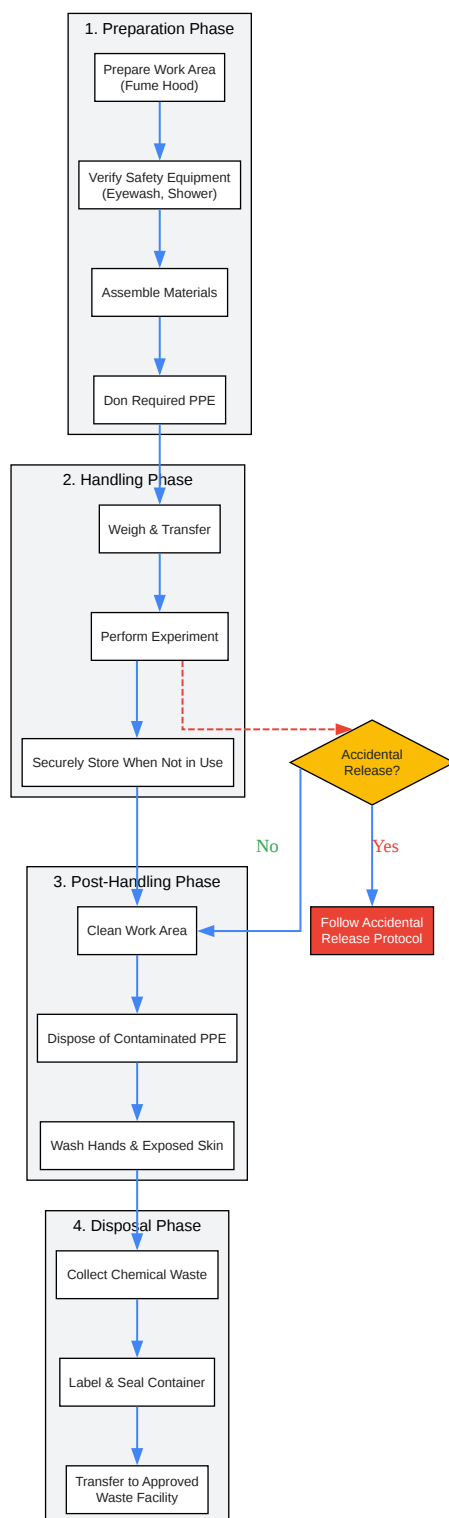 1. Preparation Phase
Prepare Work Area
(Fume Hood)
Verify Safety Equipment
(Eyewash, Shower)
Assemble Materials
Don Required PPE
2. Handling Phase
Weigh & Transfer
Perform Experiment
Securely Store When Not in Use
Accidental
Release?
No
Yes
3. Post-Handling Phase
Clean Work Area
Follow Accidental
Release Protocol
Dispose of Contaminated PPE
Wash Hands & Exposed Skin
4. Disposal Phase
Collect Chemical Waste
Label & Seal Container
Transfer to Approved
Waste Facility